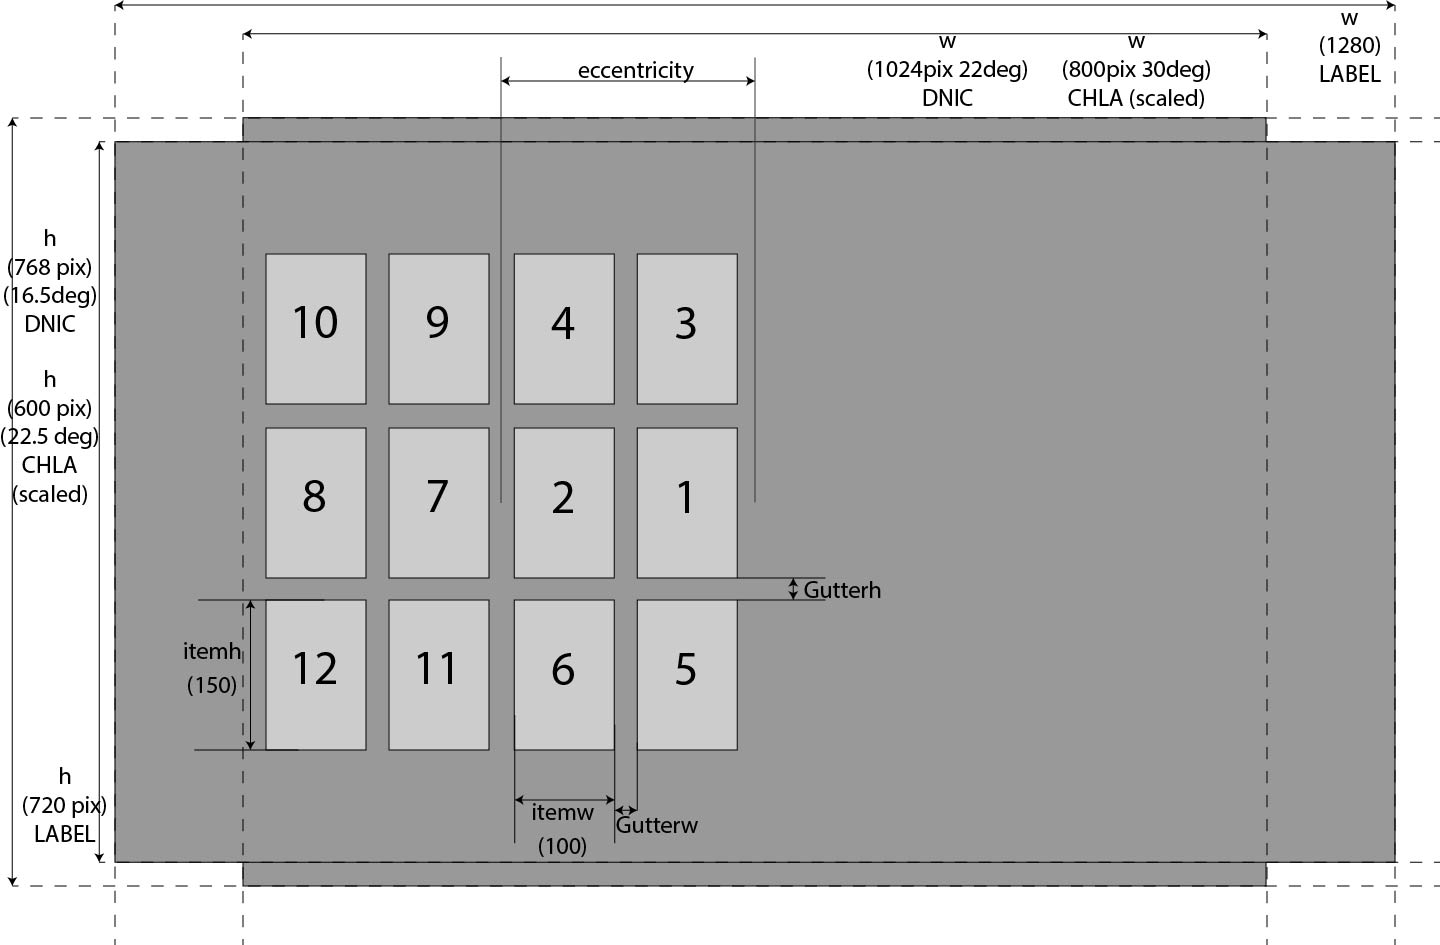 w
(1280)
LABEL
w
(1024pix 22deg)
DNIC
w
(800pix 30deg)
CHLA (scaled)
eccentricity
h
(768 pix)
(16.5deg)
DNIC
h
(600 pix)
(22.5 deg)
CHLA
(scaled)
10 9 4 3
8 7 2 1
Gutterh
12 11 6 5
itemh
(150)
h
(720 pix)
LABEL
itemw
(100)
Gutterw